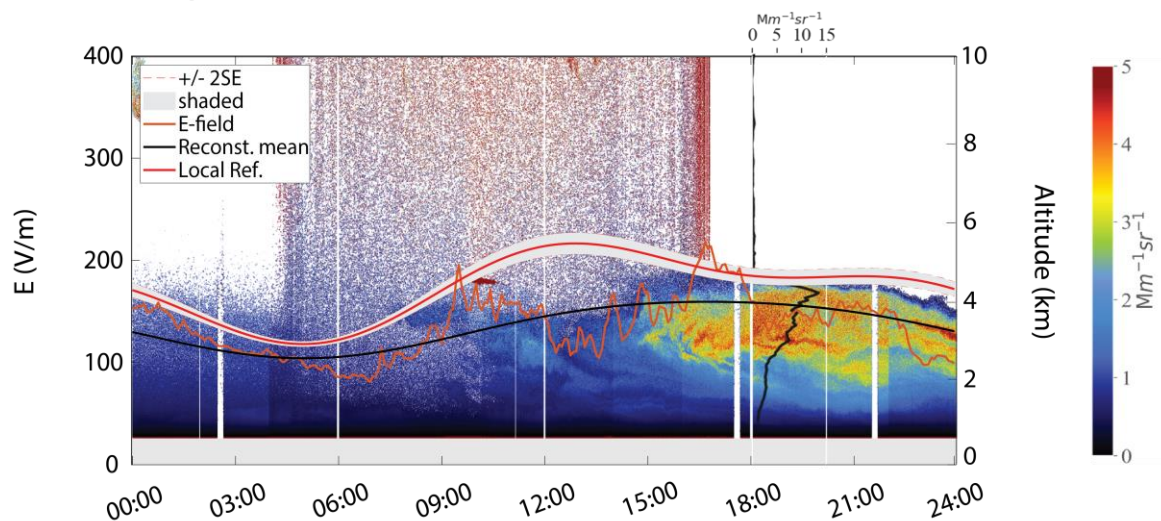 Mm⁻¹sr⁻¹
0 5 10 15
400
300
200
100
0
E (V/m)
+/- 2SE
shaded
E-field
Reconst. mean
Local Ref.
10
8
6
4
2
0
Altitude (km)
5
4
3
2
1
0
Mm⁻¹sr⁻¹
00:00 03:00 06:00 09:00 12:00 15:00 18:00 21:00 24:00